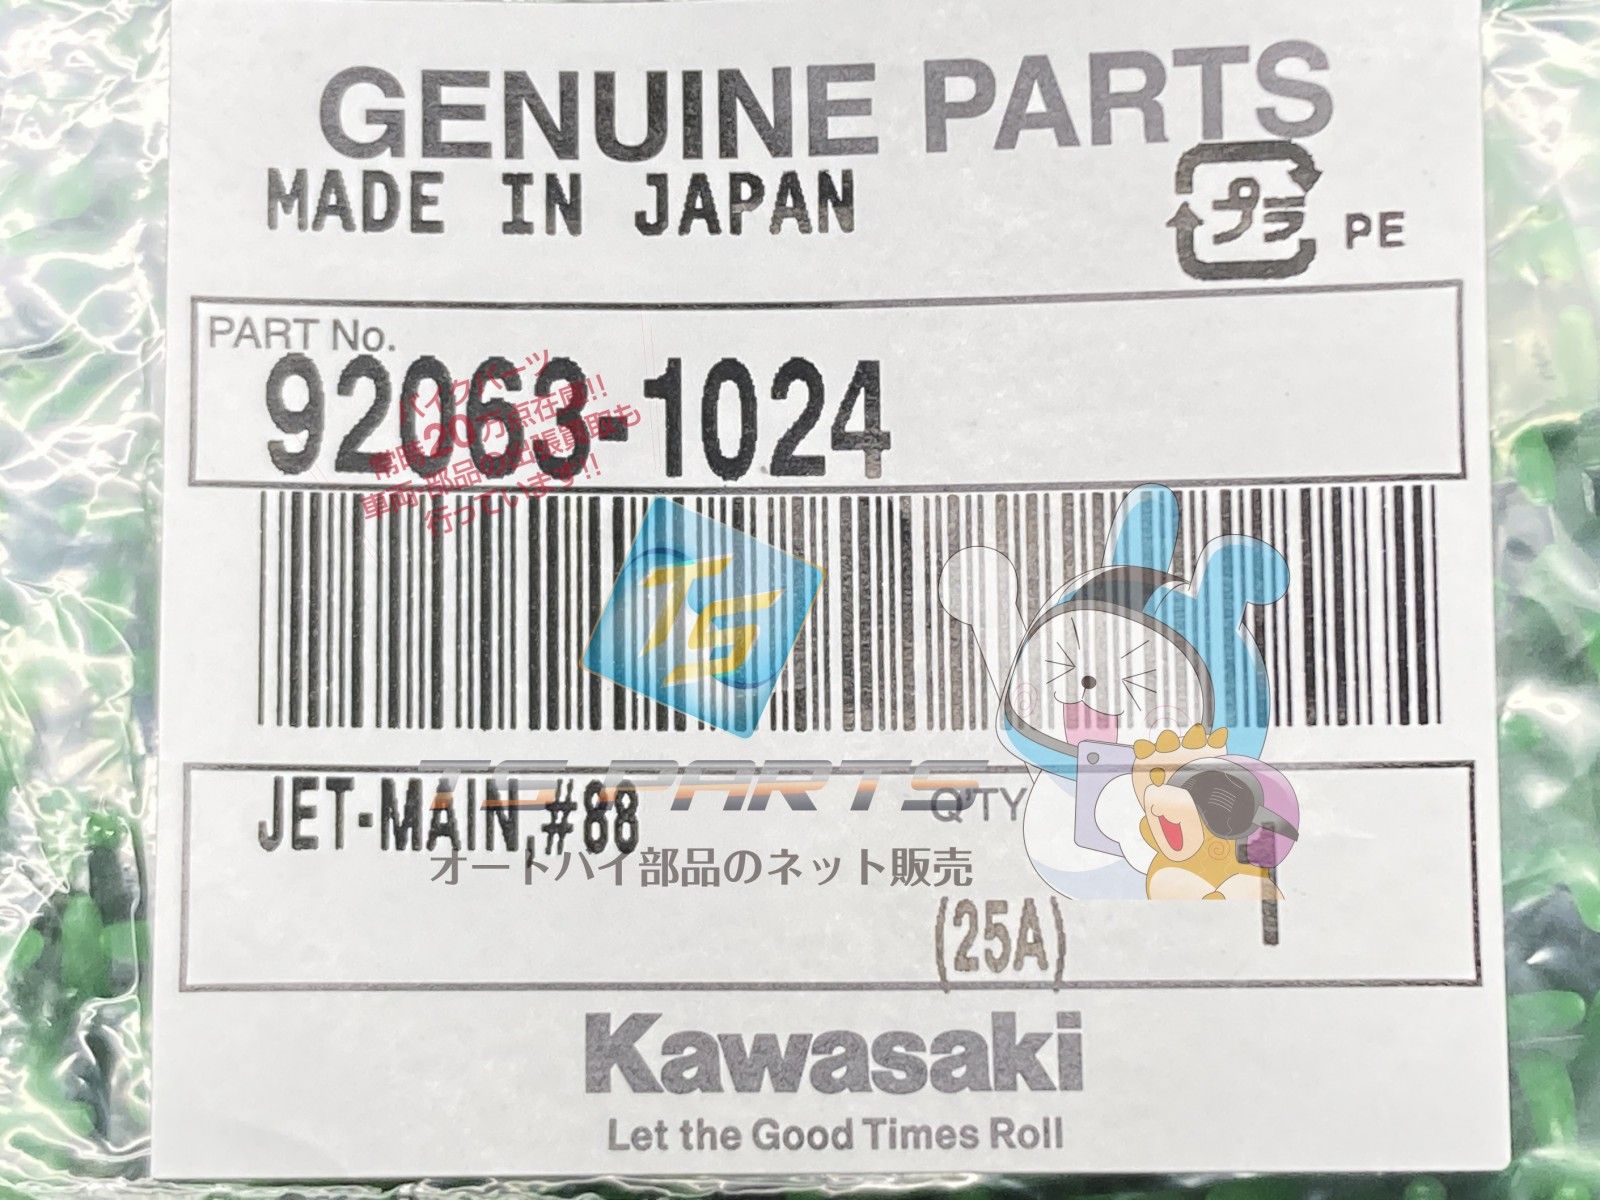 GENUINE PARTS
MADE IN JAPAN
プラ PE
PART No.
92063-1024
バイクパーツ
常時20万点在庫!!
車両・部品の出張買取も
行っています!!
TS
TS PARTS
JET-MAIN,#88
Q'TY
1
オートバイ部品のネット販売
(25A)
Kawasaki
Let the Good Times Roll